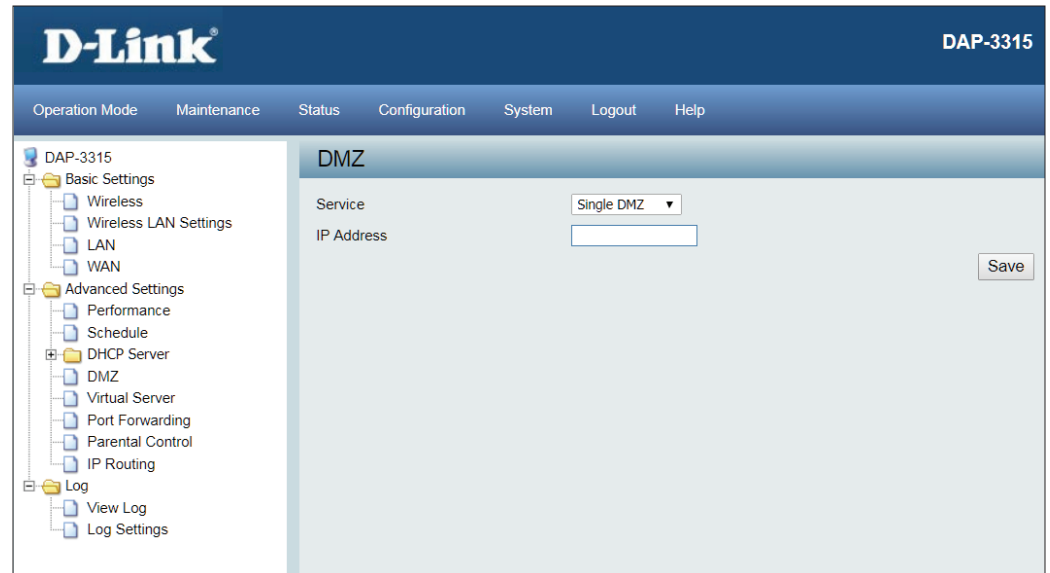 D-Link®
DAP-3315
Operation Mode Maintenance Status Configuration System Logout Help
DAP-3315
Basic Settings
Wireless
Wireless LAN Settings
LAN
WAN
Advanced Settings
Performance
Schedule
DHCP Server
DMZ
Virtual Server
Port Forwarding
Parental Control
IP Routing
Log
View Log
Log Settings
DMZ
Service Single DMZ
IP Address
Save